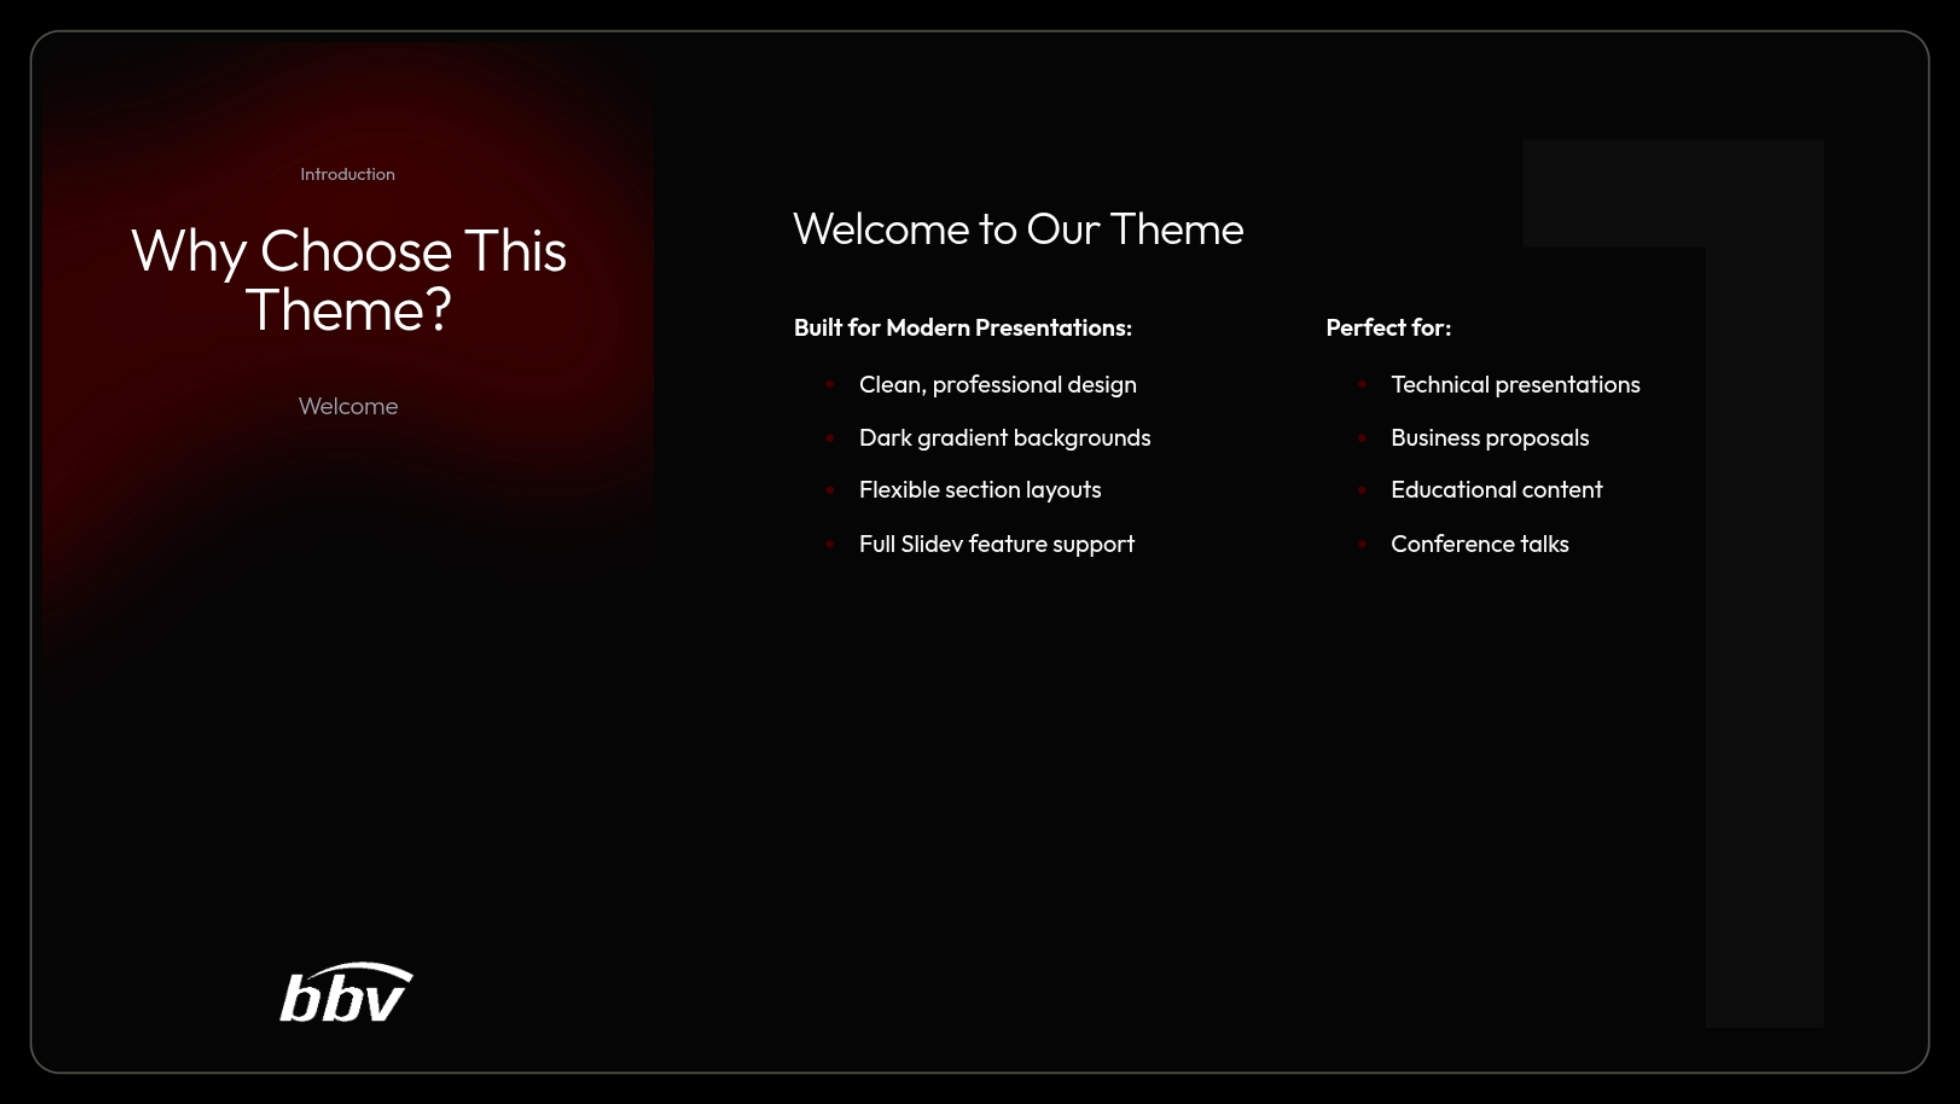 Introduction
Why Choose This
Theme?
Welcome
bbv
Welcome to Our Theme
Built for Modern Presentations:
Clean, professional design
Dark gradient backgrounds
Flexible section layouts
Full Slidev feature support
Perfect for:
Technical presentations
Business proposals
Educational content
Conference talks
1